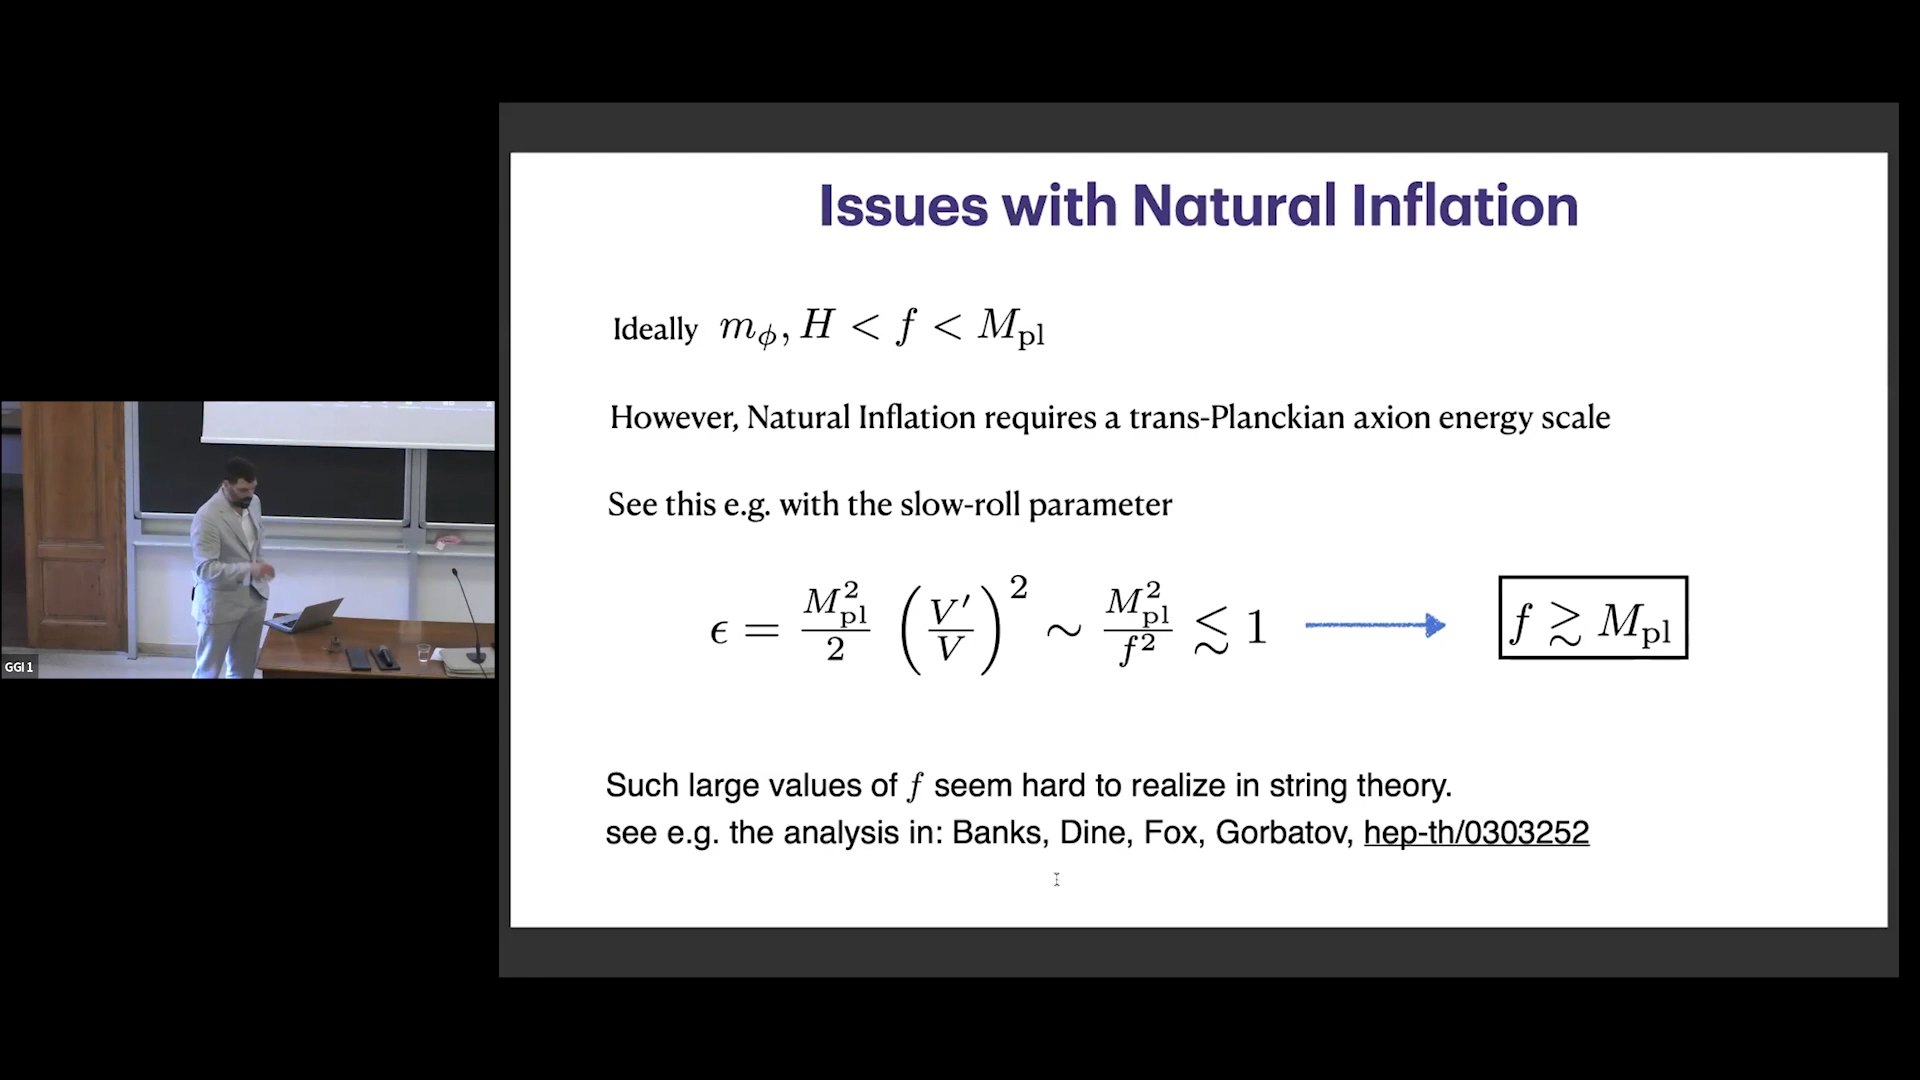 Issues with Natural Inflation
Ideally m_ϕ, H < f < M_pl
However, Natural Inflation requires a trans-Planckian axion energy scale
See this e.g. with the slow-roll parameter
ϵ = M_pl^2/2 (V′/V)^2 ∼ M_pl^2/f^2 ≲ 1 → f ≳ M_pl
Such large values of f seem hard to realize in string theory.
see e.g. the analysis in: Banks, Dine, Fox, Gorbatov, hep-th/0303252
GGI 1